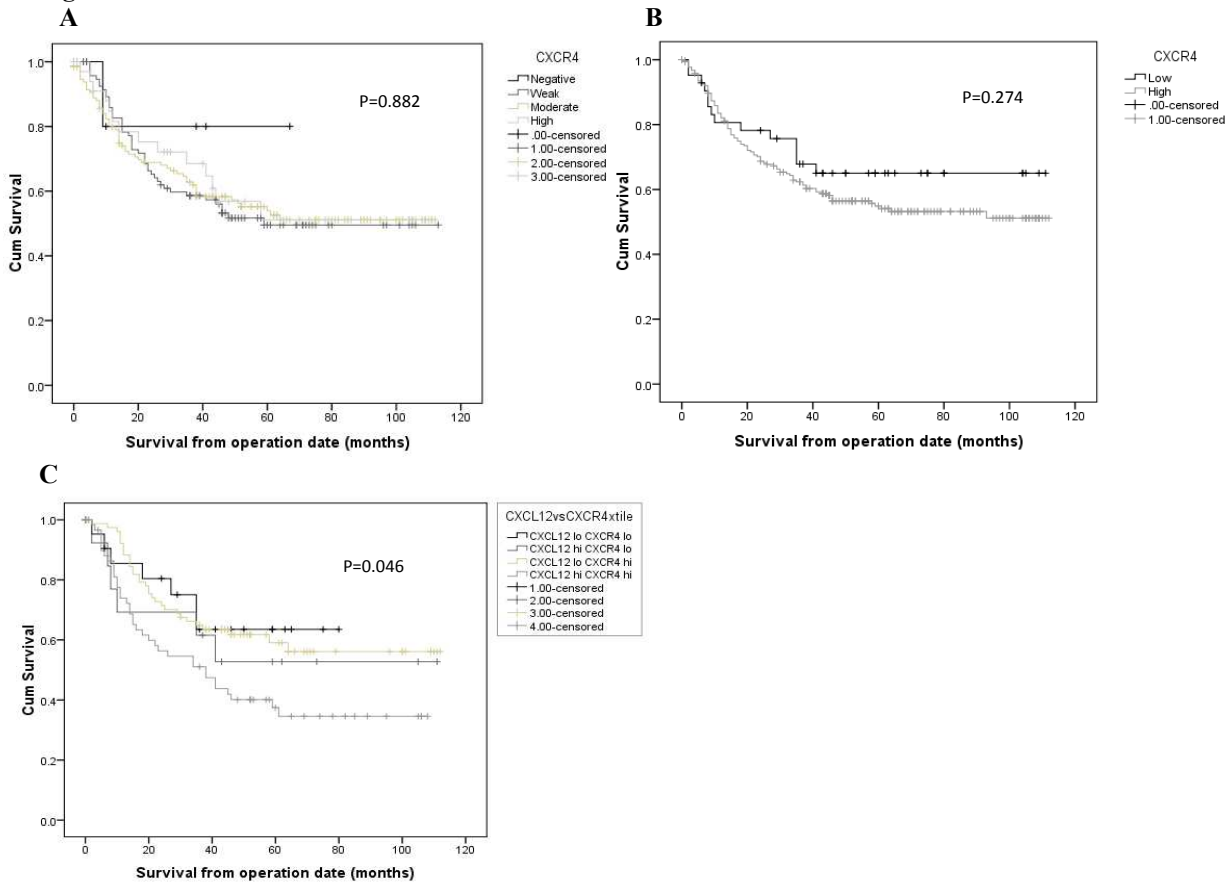 A
CXCR4
Negative
Weak
Moderate
High
.00-censored
1.00-censored
2.00-censored
3.00-censored
P=0.882
1.0
0.8
0.6
0.4
0.2
0.0
Cum Survival
0 20 40 60 80 100 120
Survival from operation date (months)
B
CXCR4
Low
High
.00-censored
1.00-censored
P=0.274
1.0
0.8
0.6
0.4
0.2
0.0
Cum Survival
0 20 40 60 80 100 120
Survival from operation date (months)
C
CXCL12vsCXCR4xtile
CXCL12 lo CXCR4 lo
CXCL12 hi CXCR4 lo
CXCL12 lo CXCR4 hi
CXCL12 hi CXCR4 hi
1.00-censored
2.00-censored
3.00-censored
4.00-censored
P=0.046
1.0
0.8
0.6
0.4
0.2
0.0
Cum Survival
0 20 40 60 80 100 120
Survival from operation date (months)